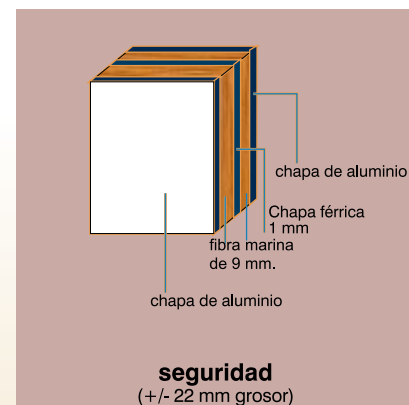 chapa de aluminio
Chapa férrica
1 mm
fibra marina
de 9 mm.
chapa de aluminio
seguridad
(+/- 22 mm grosor)